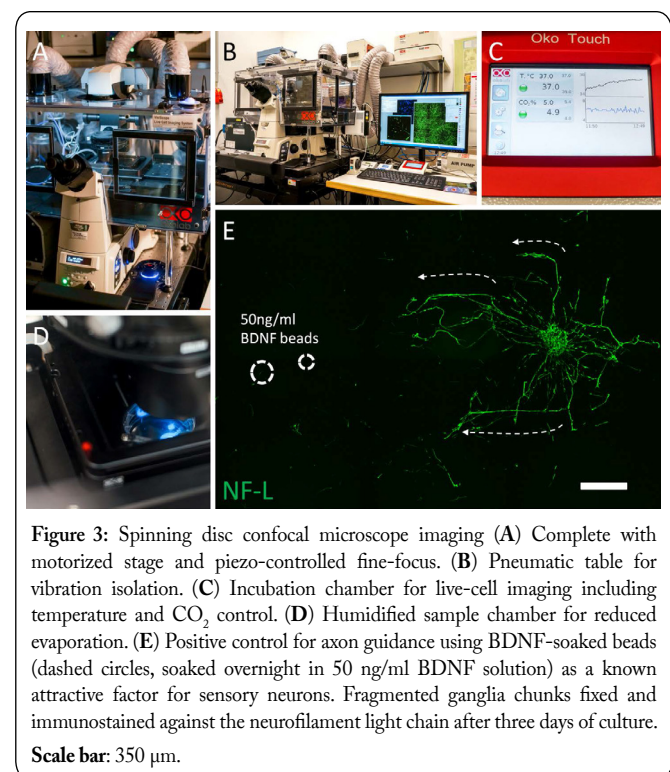 A
B
C
Oko Touch
T. °C 37.0
37.0
CO₂% 5.0
4.9
AIR PUMP
E
50ng/ml
BDNF beads
D
NF-L
Figure 3: Spinning disc confocal microscope imaging (A) Complete with
motorized stage and piezo-controlled fine-focus. (B) Pneumatic table for
vibration isolation. (C) Incubation chamber for live-cell imaging including
temperature and CO₂ control. (D) Humidified sample chamber for reduced
evaporation. (E) Positive control for axon guidance using BDNF-soaked beads
(dashed circles, soaked overnight in 50 ng/ml BDNF solution) as a known
attractive factor for sensory neurons. Fragmented ganglia chunks fixed and
immunostained against the neurofilament light chain after three days of culture.
Scale bar: 350 μm.